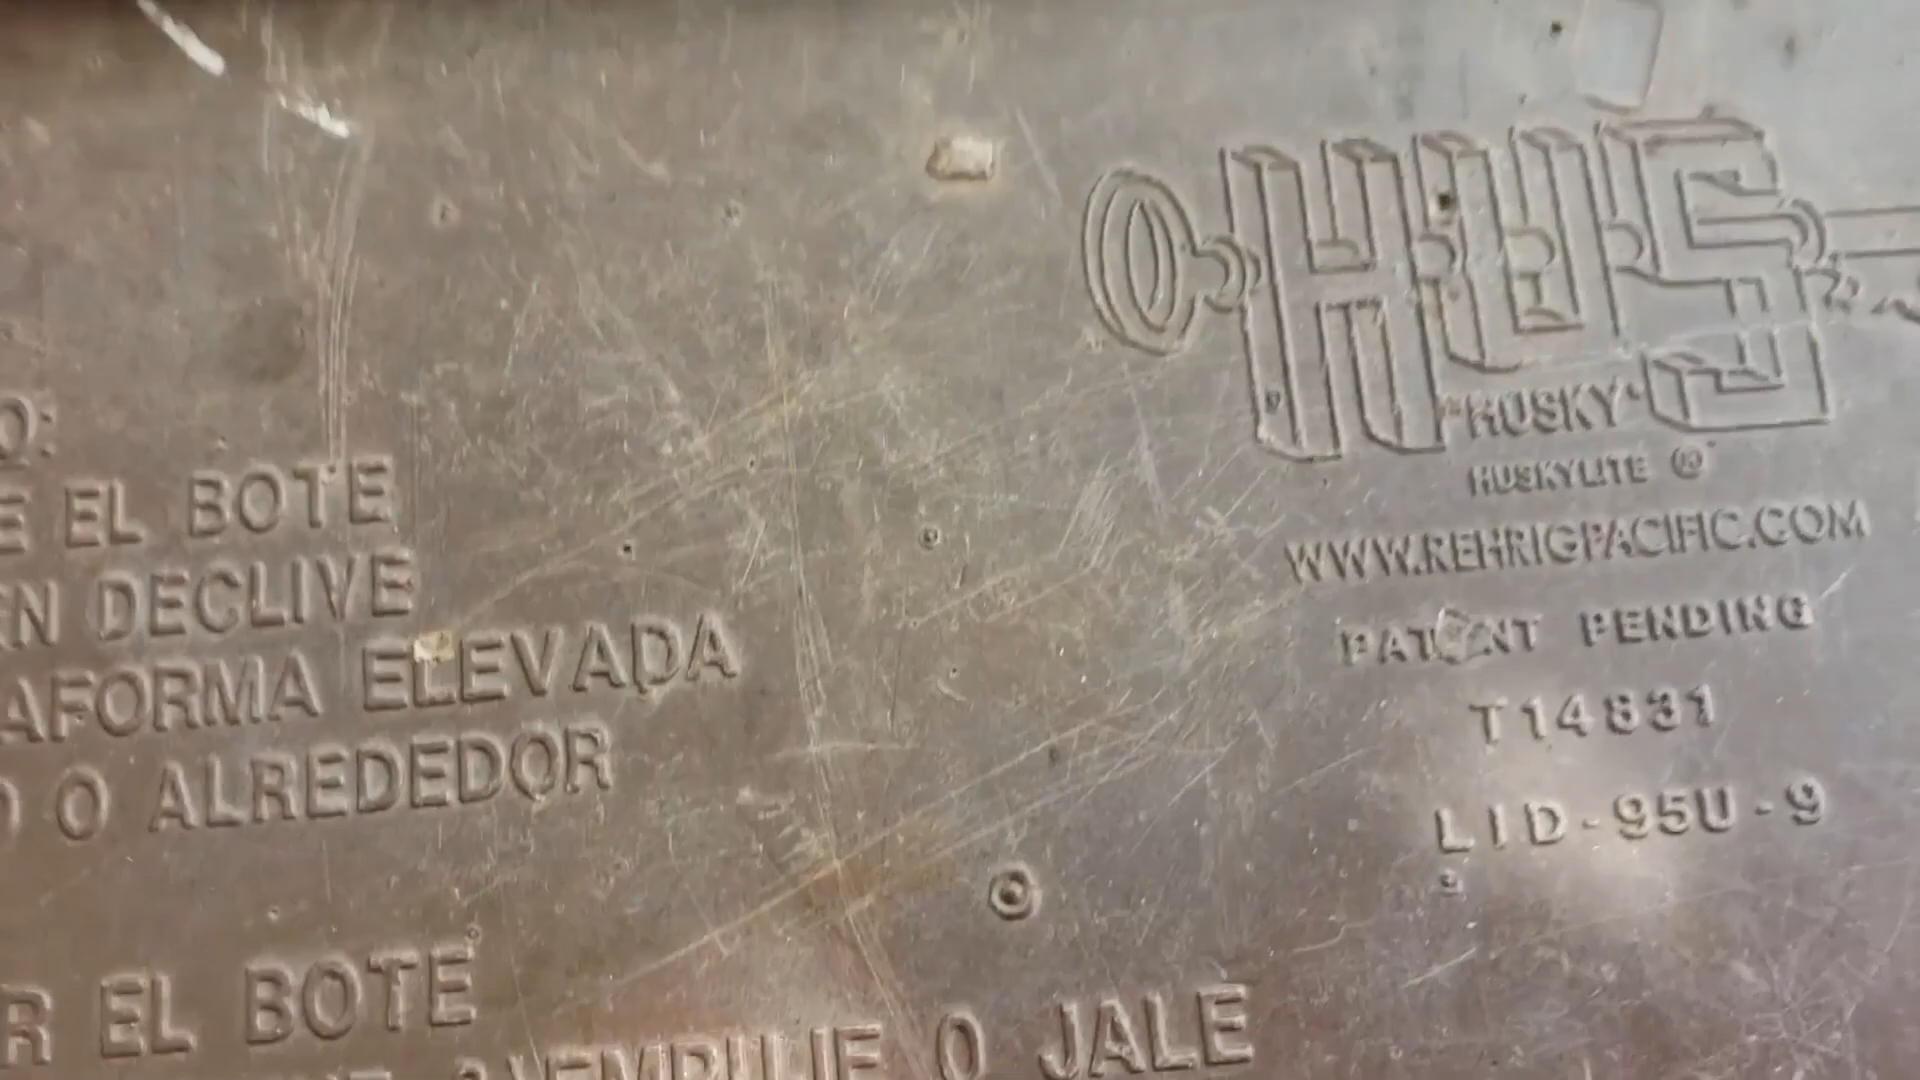 O:
E EL BOTE
EN DECLIVE
AFORMA ELEVADA
O O ALREDEDOR
R EL BOTE
O JALE
HUS
HUSKY
HUSKYLITE ®
WWW.REHRIGPACIFIC.COM
PATENT PENDING
T14831
LID-95U-9